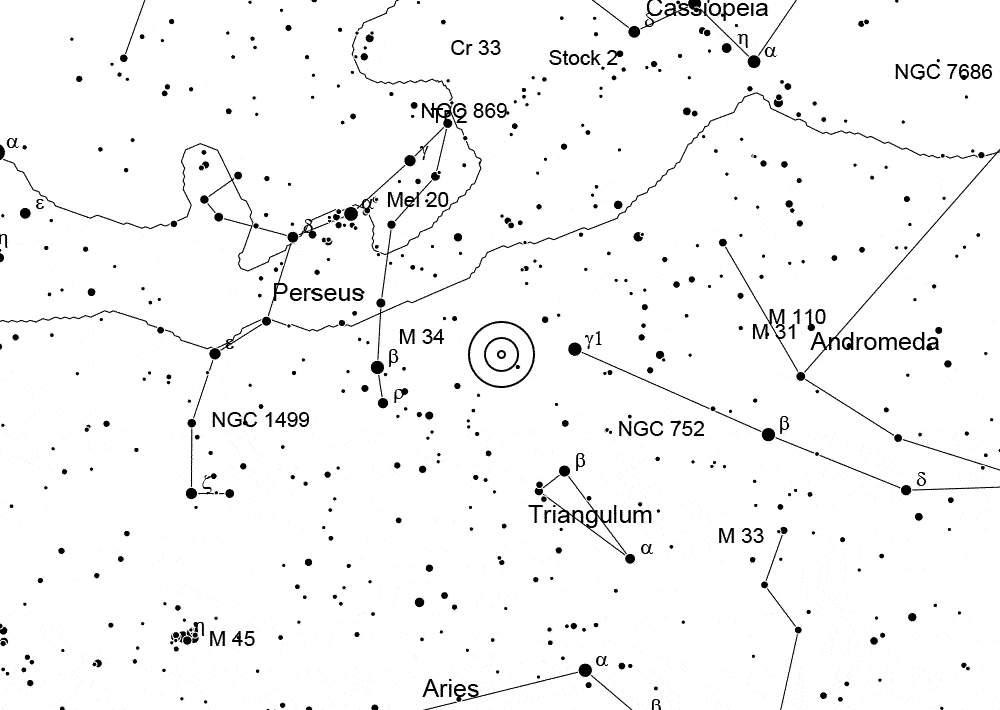 Cassiopeia
δ
η
α
Cr 33
Stock 2
NGC 7686
NGC 869
α
γ
ε
Mel 20
α
δ
η
Perseus
M 110
M 31
Andromeda
M 34
γ1
ε
β
ρ
NGC 1499
NGC 752
β
β
ζ
δ
Triangulum
M 33
α
η
M 45
α
Aries
β